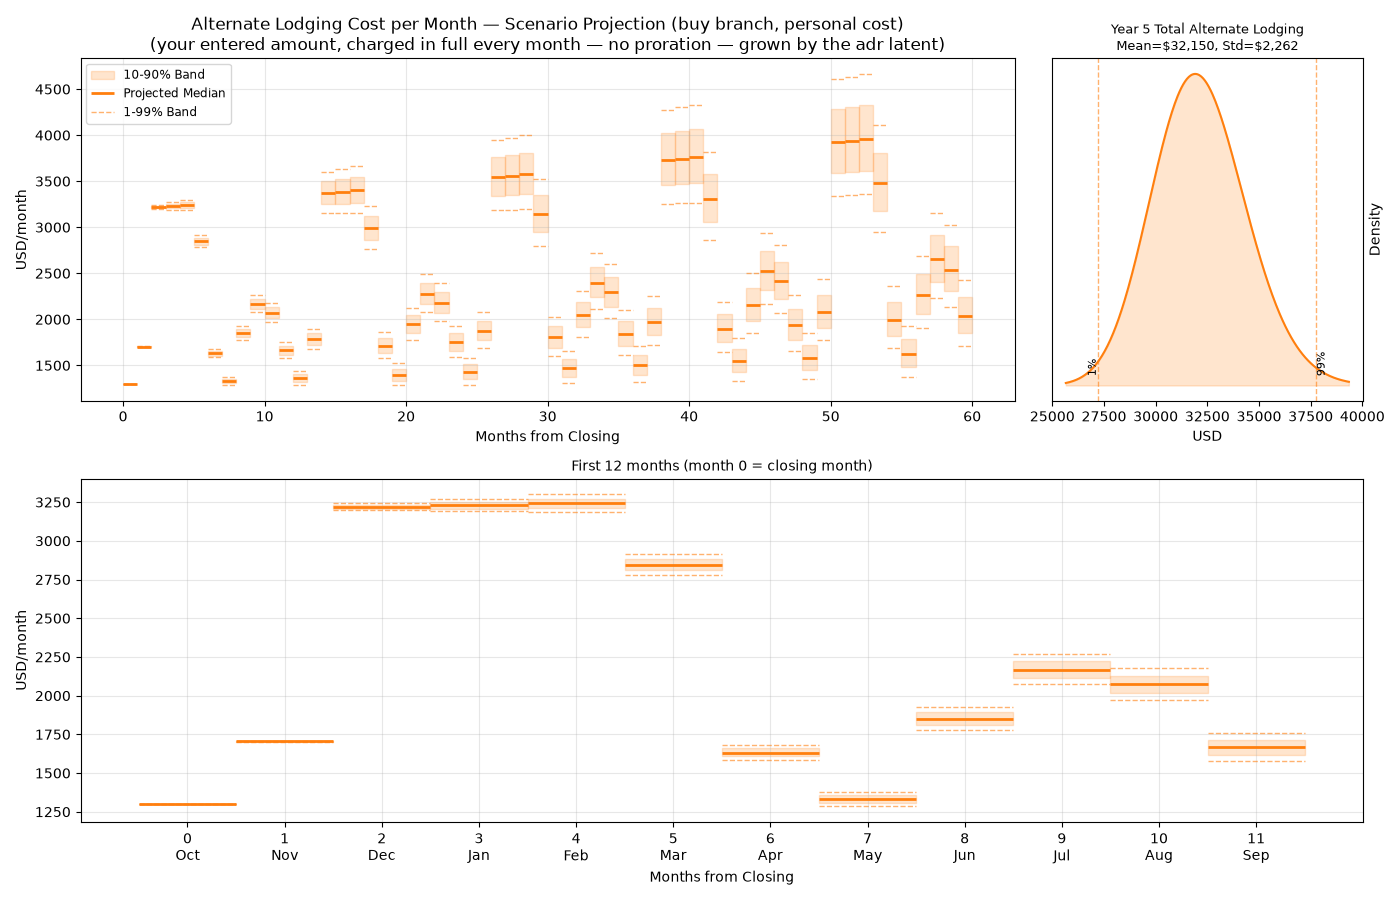 Alternate Lodging Cost per Month — Scenario Projection (buy branch, personal cost)
(your entered amount, charged in full every month — no proration — grown by the adr latent)
10-90% Band
Projected Median
1-99% Band
USD/month
4500
4000
3500
3000
2500
2000
1500
0 10 20 30 40 50 60
Months from Closing
Year 5 Total Alternate Lodging
Mean=$32,150, Std=$2,262
1%
99%
Density
25000 27500 30000 32500 35000 37500 40000
USD
First 12 months (month 0 = closing month)
USD/month
3250
3000
2750
2500
2250
2000
1750
1500
1250
0 1 2 3 4 5 6 7 8 9 10 11
Oct Nov Dec Jan Feb Mar Apr May Jun Jul Aug Sep
Months from Closing